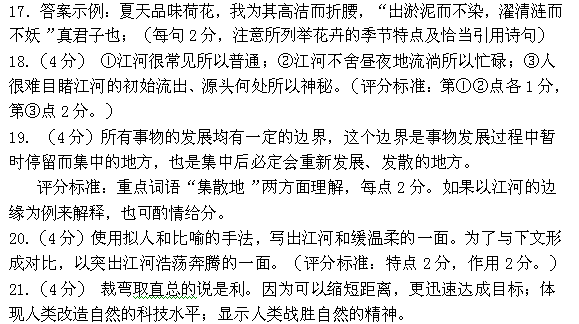 17. 答案示例：夏天品味荷花，我为其高洁而折腰，“出淤泥而不染，濯清涟而
不妖”真君子也；（每句2分，注意所列举花卉的季节特点及恰当引用诗句）
18.（4分） ①江河很常见所以普通；②江河不舍昼夜地流淌所以忙碌；③人
很难目睹江河的初始流出、源头何处所以神秘。（评分标准：第①②点各1分，
第③点2分。）
19. （4分）所有事物的发展均有一定的边界，这个边界是事物发展过程中暂
时停留而集中的地方，也是集中后必定会重新发展、发散的地方。
评分标准：重点词语“集散地”两方面理解，每点2分。如果以江河的边
缘为例来解释，也可酌情给分。
20.（4分）使用拟人和比喻的手法，写出江河和缓温柔的一面。为了与下文形
成对比，以突出江河浩荡奔腾的一面。（评分标准：特点2分，作用2分。）
21.（4分） 裁弯取直总的说是利。因为可以缩短距离，更迅速达成目标；体
现人类改造自然的科技水平；显示人类战胜自然的精神。